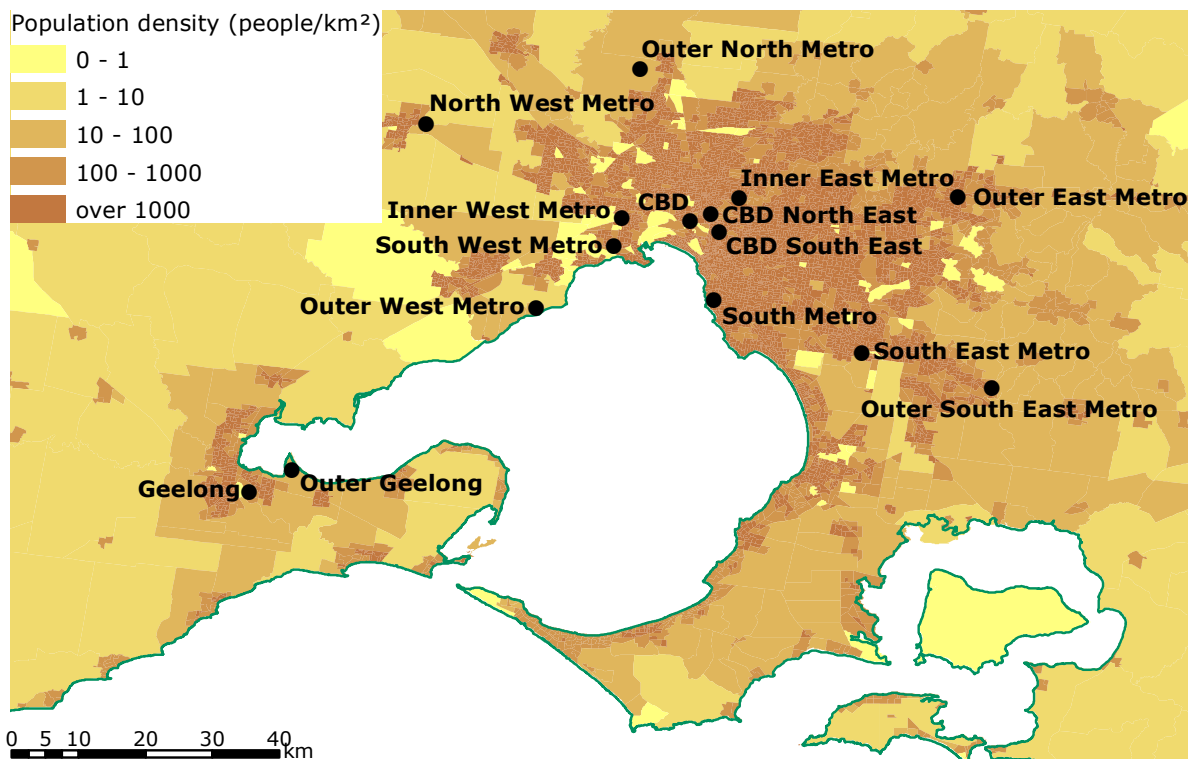 Population density (people/km²)
0 - 1
1 - 10
10 - 100
100 - 1000
over 1000
Outer North Metro
North West Metro
Inner East Metro
Outer East Metro
CBD
Inner West Metro
CBD North East
South West Metro
CBD South East
Outer West Metro
South Metro
South East Metro
Outer South East Metro
Geelong
Outer Geelong
0 5 10 20 30 40
km